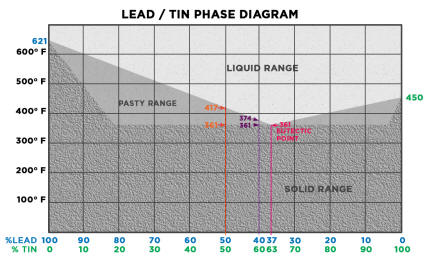 LEAD / TIN PHASE DIAGRAM
621
600° F
500° F
400° F
300° F
200° F
100° F
LIQUID RANGE
PASTY RANGE
417
361
374
361
361
EUTECTIC
POINT
450
SOLID RANGE
%LEAD 100 90 80 70 60 50 40 37 30 20 10 0
% TIN 0 10 20 30 40 50 60 63 70 80 90 100